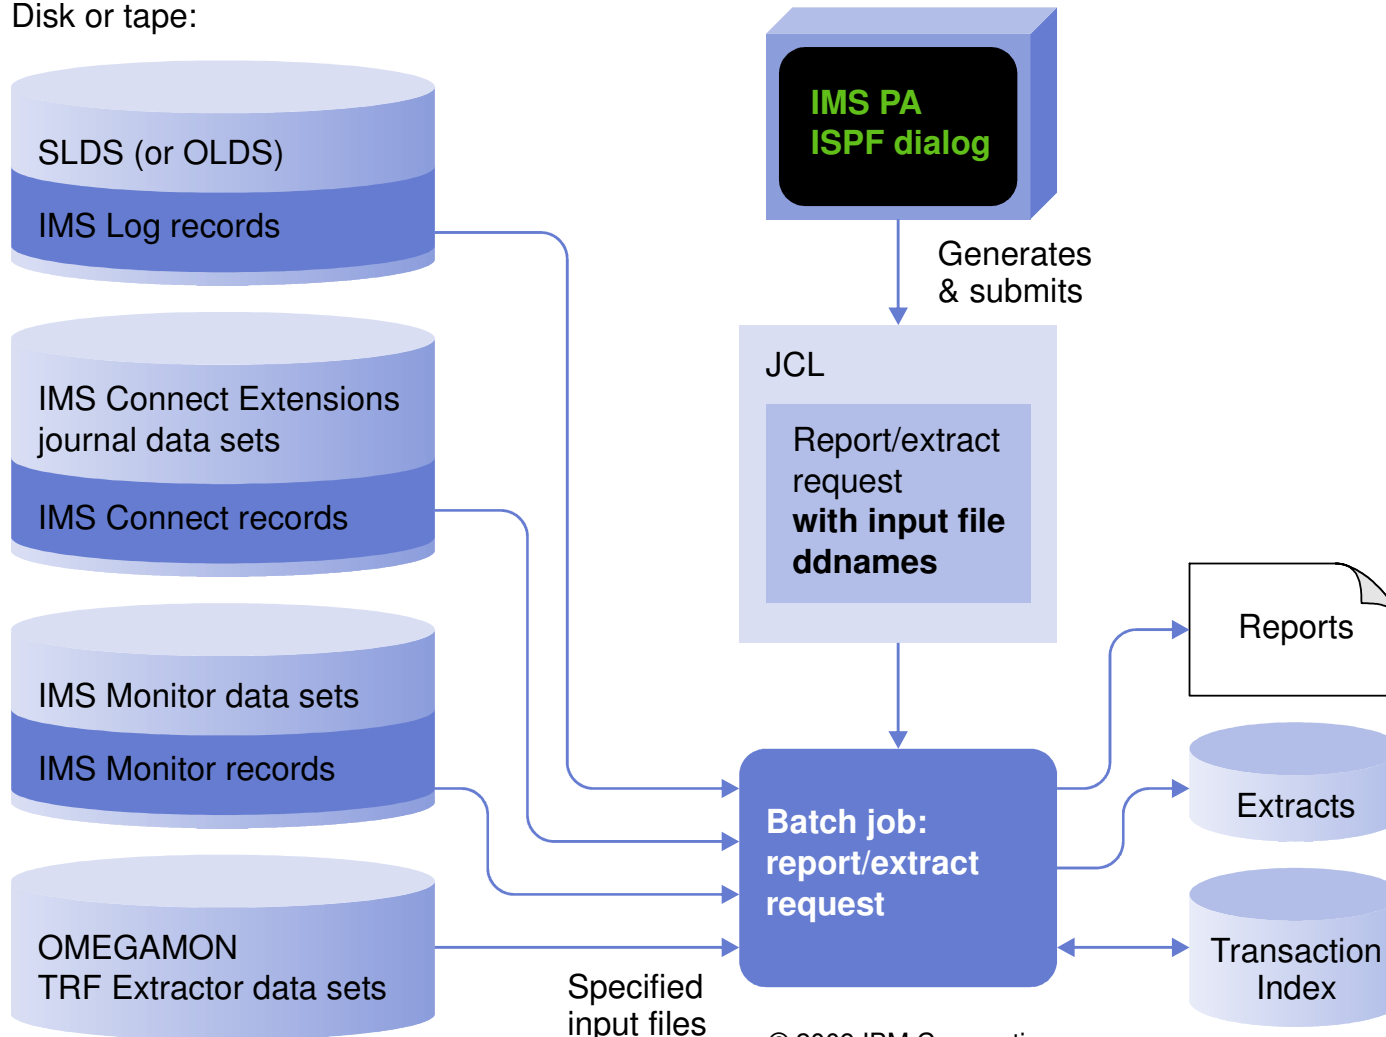 Disk or tape:
SLDS (or OLDS)
IMS Log records
IMS Connect Extensions
journal data sets
IMS Connect records
IMS Monitor data sets
IMS Monitor records
OMEGAMON
TRF Extractor data sets
IMS PA
ISPF dialog
Generates
& submits
JCL
Report/extract
request
with input file
ddnames
Batch job:
report/extract
request
Specified
input files
Reports
Extracts
Transaction
Index